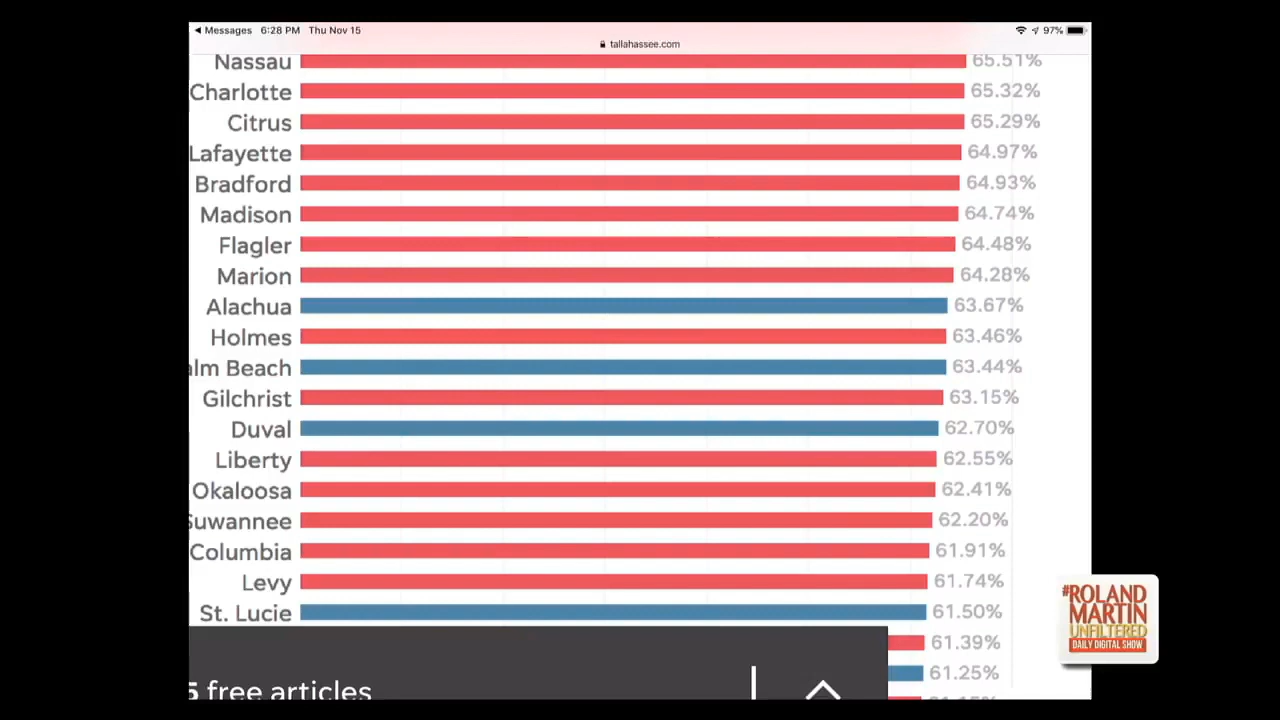 Messages 6:28 PM Thu Nov 15 97%
tallahassee.com
Nassau 65.51%
Charlotte 65.32%
Citrus 65.29%
Lafayette 64.97%
Bradford 64.93%
Madison 64.74%
Flagler 64.48%
Marion 64.28%
Alachua 63.67%
Holmes 63.46%
alm Beach 63.44%
Gilchrist 63.15%
Duval 62.70%
Liberty 62.55%
Okaloosa 62.41%
Suwannee 62.20%
Columbia 61.91%
Levy 61.74%
St. Lucie 61.50%
61.39%
61.25%
5 free articles
#ROLAND
MARTIN
UNFILTERED
DAILY DIGITAL SHOW